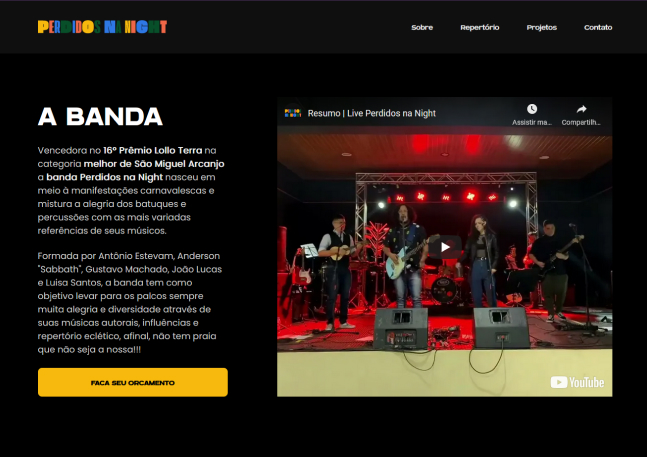 PERDIDOS NA NIGHT
Sobre
Repertório
Projetos
Contato
A BANDA
Vencedora no 16º Prêmio Lollo Terra na
categoria melhor de São Miguel Arcanjo
a banda Perdidos na Night nasceu em
meio à manifestações carnavalescas e
mistura a alegria dos batuques e
percussões com as mais variadas
referências de seus músicos.
Formada por Antônio Estevam, Anderson
"Sabbath", Gustavo Machado, João Lucas
e Luisa Santos, a banda tem como
objetivo levar para os palcos sempre
muita alegria e diversidade através de
suas músicas autorais, influências e
repertório eclético, afinal, não tem praia
que não seja a nossa!!!
FACA SEU ORCAMENTO
Resumo | Live Perdidos na Night
Assistir ma...
Compartilh...
YouTube